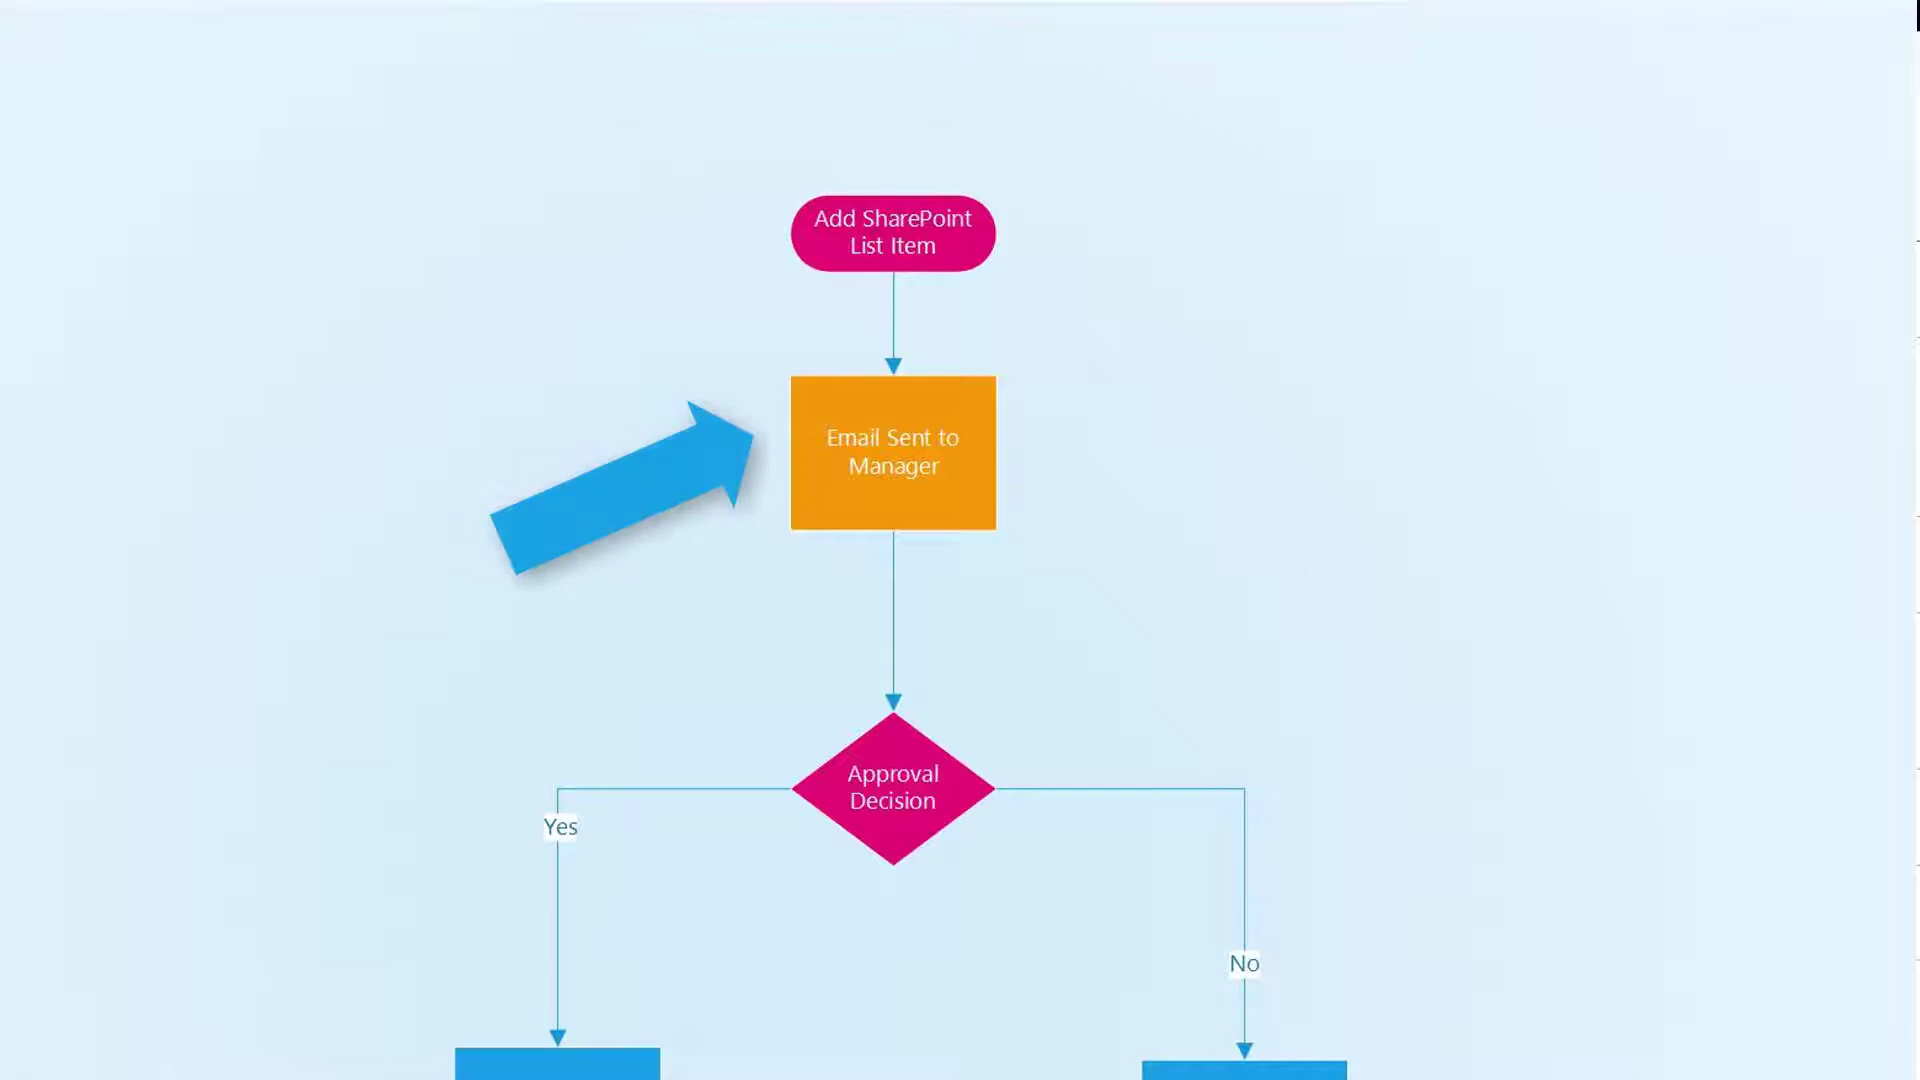 Add SharePoint
List Item
Email Sent to
Manager
Approval
Decision
Yes
No